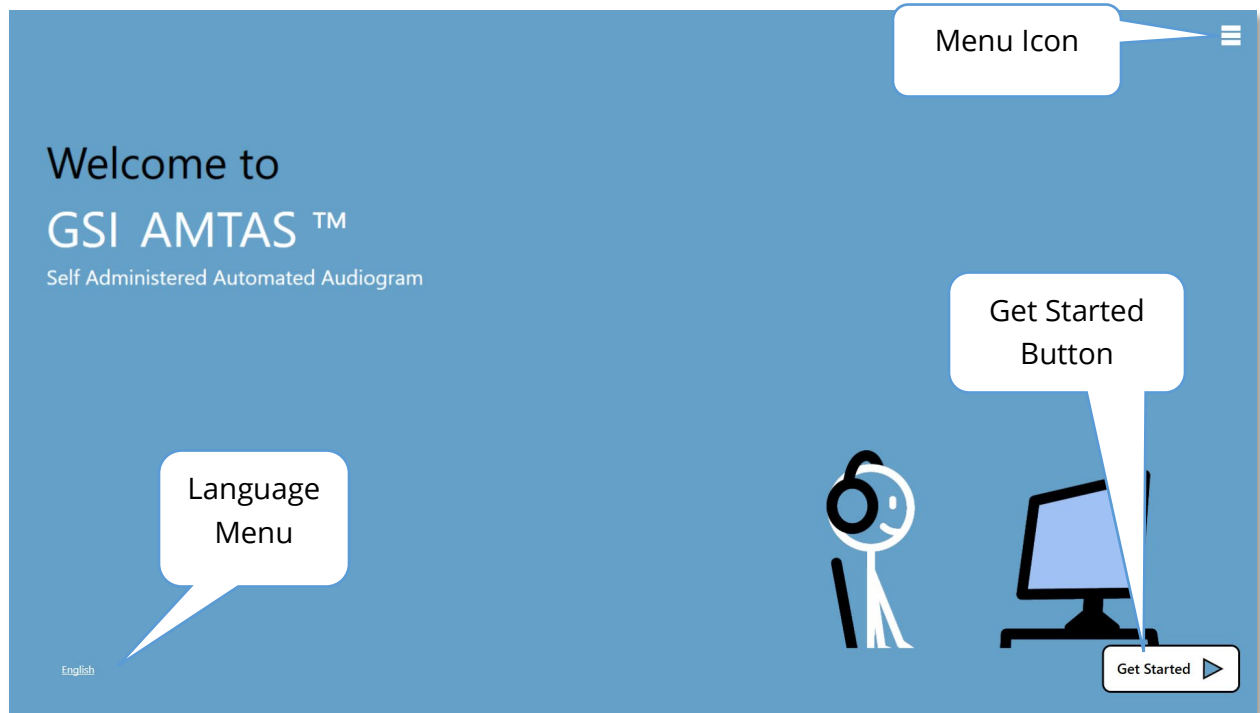 Menu Icon
Welcome to
GSI AMTAS ™
Self Administered Automated Audiogram
Get Started
Button
Language
Menu
English
Get Started